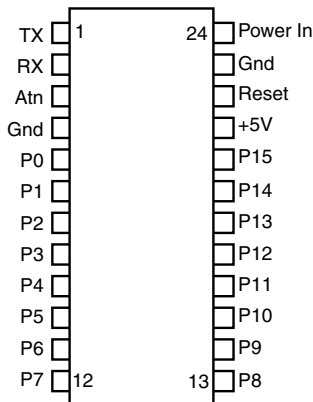 TX 1 24 Power In
RX Gnd
Atn Reset
Gnd +5V
P0 P15
P1 P14
P2 P13
P3 P12
P4 P11
P5 P10
P6 P9
P7 12 13 P8